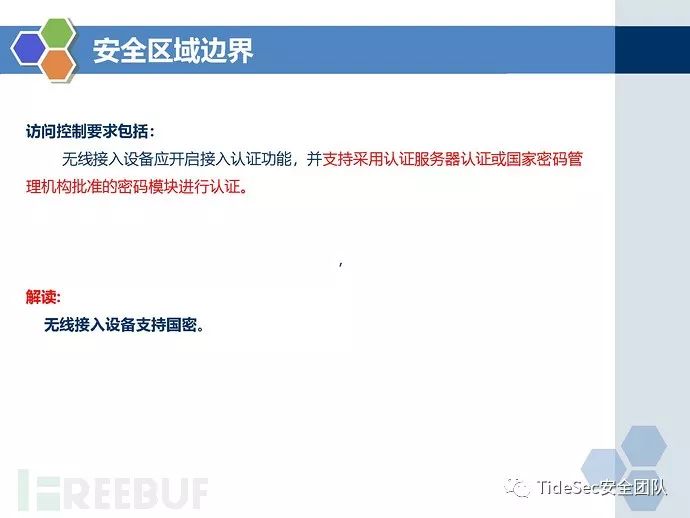 安全区域边界
访问控制要求包括：
无线接入设备应开启接入认证功能，并支持采用认证服务器认证或国家密码管
理机构批准的密码模块进行认证。
，
解读:
无线接入设备支持国密。
FREEBUF
TideSec安全团队